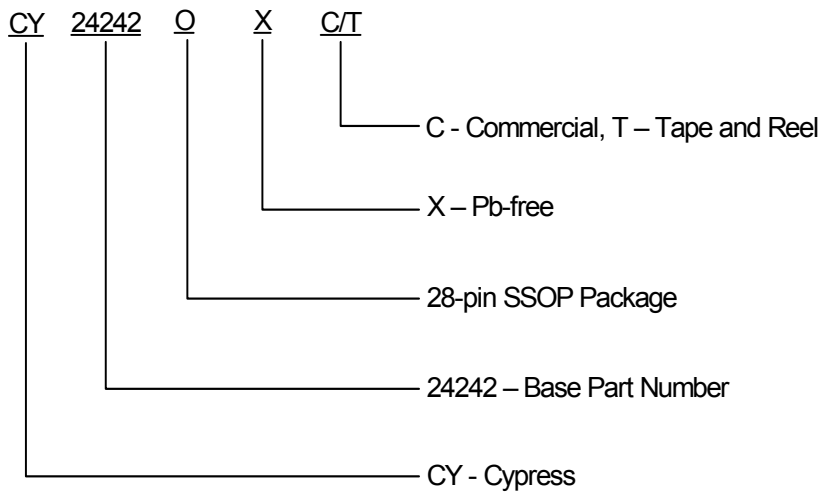 CY 24242 O X C/T
C - Commercial, T – Tape and Reel
X – Pb-free
28-pin SSOP Package
24242 – Base Part Number
CY - Cypress